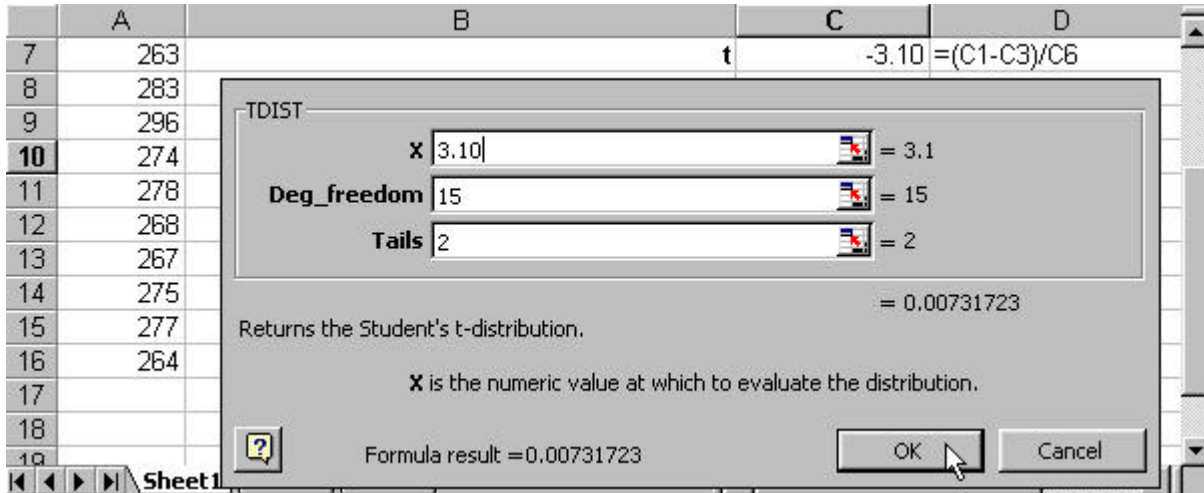 A B C D
7 263 t -3.10 =(C1-C3)/C6
8 283
9 296
10 274
11 278
12 268
13 267
14 275
15 277
16 264
17
18
19
TDIST
X 3.10 = 3.1
Deg_freedom 15 = 15
Tails 2 = 2
= 0.00731723
Returns the Student's t-distribution.
X is the numeric value at which to evaluate the distribution.
? Formula result =0.00731723 OK Cancel
Sheet1